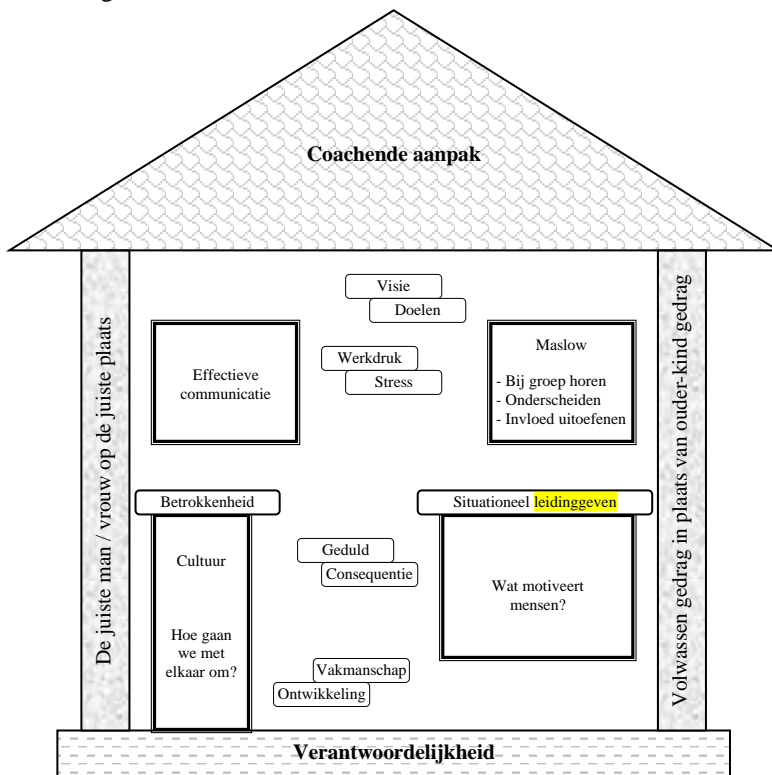 Coachende aanpak
De juiste man / vrouw op de juiste plaats
Visie
Doelen
Effectieve
communicatie
Werkdruk
Stress
Maslow
- Bij groep horen
- Onderscheiden
- Invloed uitoefenen
Volwassen gedrag in plaats van ouder-kind gedrag
Betrokkenheid
Situationeel leidinggeven
Cultuur
Hoe gaan
we met
elkaar om?
Geduld
Consequentie
Wat motiveert
mensen?
Vakmanschap
Ontwikkeling
Verantwoordelijkheid